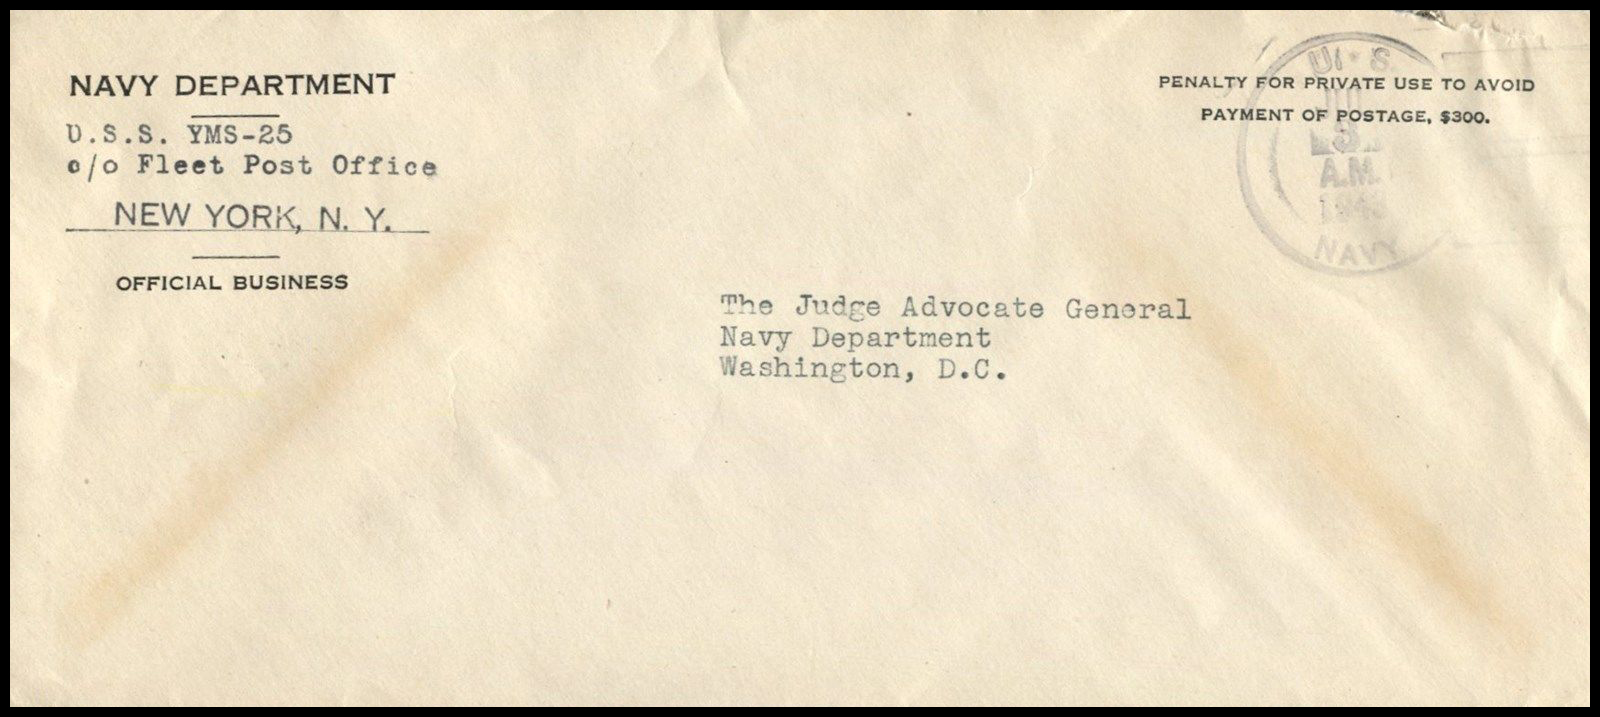 NAVY DEPARTMENT
U.S.S. YMS-25
c/o Fleet Post Office
NEW YORK, N. Y.
OFFICIAL BUSINESS
PENALTY FOR PRIVATE USE TO AVOID
PAYMENT OF POSTAGE, $300.
U. S.
A.M.
NAVY
The Judge Advocate General
Navy Department
Washington, D.C.